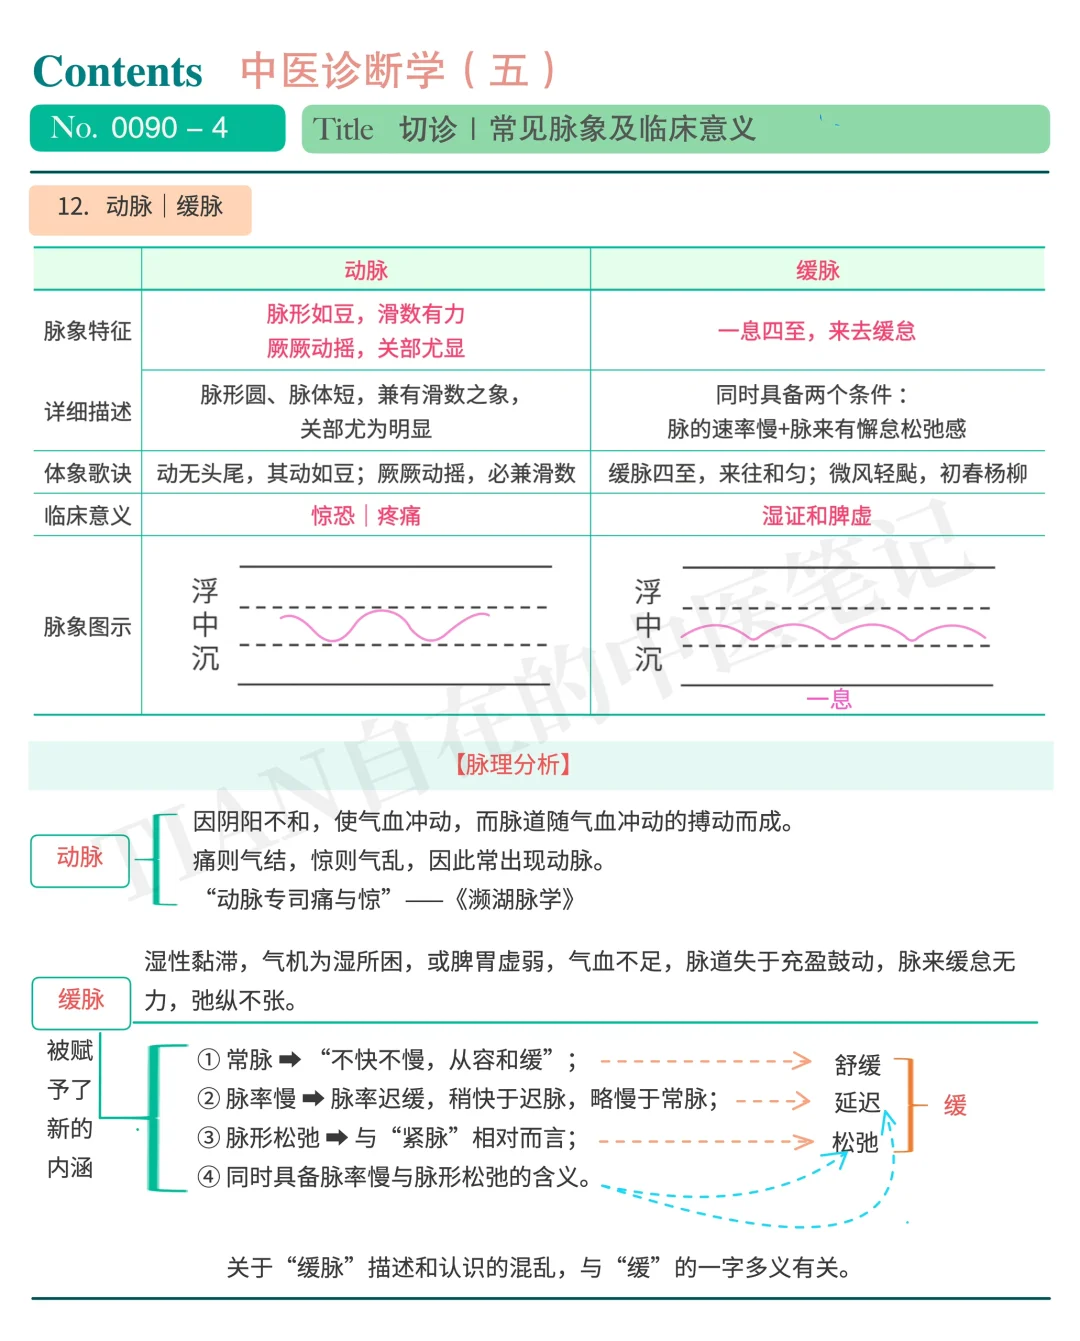 Contents 中医诊断学（五）
No. 0090 – 4
Title 切诊 | 常见脉象及临床意义
12. 动脉｜缓脉
动脉 缓脉
脉象特征
脉形如豆，滑数有力
厥厥动摇，关部尤显
一息四至，来去缓怠
详细描述
脉形圆、脉体短，兼有滑数之象，
关部尤为明显
同时具备两个条件：
脉的速率慢+脉来有懈怠松弛感
体象歌诀 动无头尾，其动如豆；厥厥动摇，必兼滑数 缓脉四至，来往和匀；微风轻飐，初春杨柳
临床意义 惊恐｜疼痛 湿证和脾虚
脉象图示
浮
中
沉
浮
中
沉
一息
TIAN自在的中医笔记
【脉理分析】
动脉
因阴阳不和，使气血冲动，而脉道随气血冲动的搏动而成。
痛则气结，惊则气乱，因此常出现动脉。
“动脉专司痛与惊”——《濒湖脉学》
缓脉
湿性黏滞，气机为湿所困，或脾胃虚弱，气血不足，脉道失于充盈鼓动，脉来缓怠无
力，弛纵不张。
被赋
予了
新的
内涵
① 常脉 ➡ “不快不慢，从容和缓”； 舒缓
② 脉率慢 ➡ 脉率迟缓，稍快于迟脉，略慢于常脉； 延迟
③ 脉形松弛 ➡ 与“紧脉”相对而言； 松弛
④ 同时具备脉率慢与脉形松弛的含义。
缓
关于“缓脉”描述和认识的混乱，与“缓”的一字多义有关。